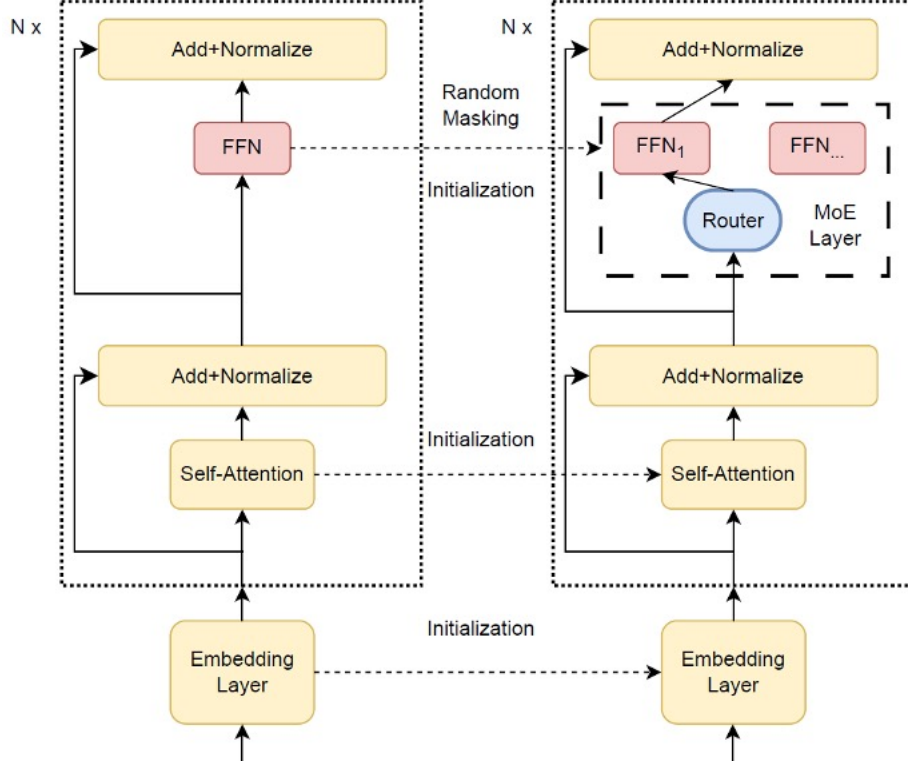 N x
Add+Normalize
FFN
Add+Normalize
Self-Attention
Embedding
Layer
Random
Masking
Initialization
Initialization
Initialization
N x
Add+Normalize
FFN1
FFN...
Router
MoE
Layer
Add+Normalize
Self-Attention
Embedding
Layer